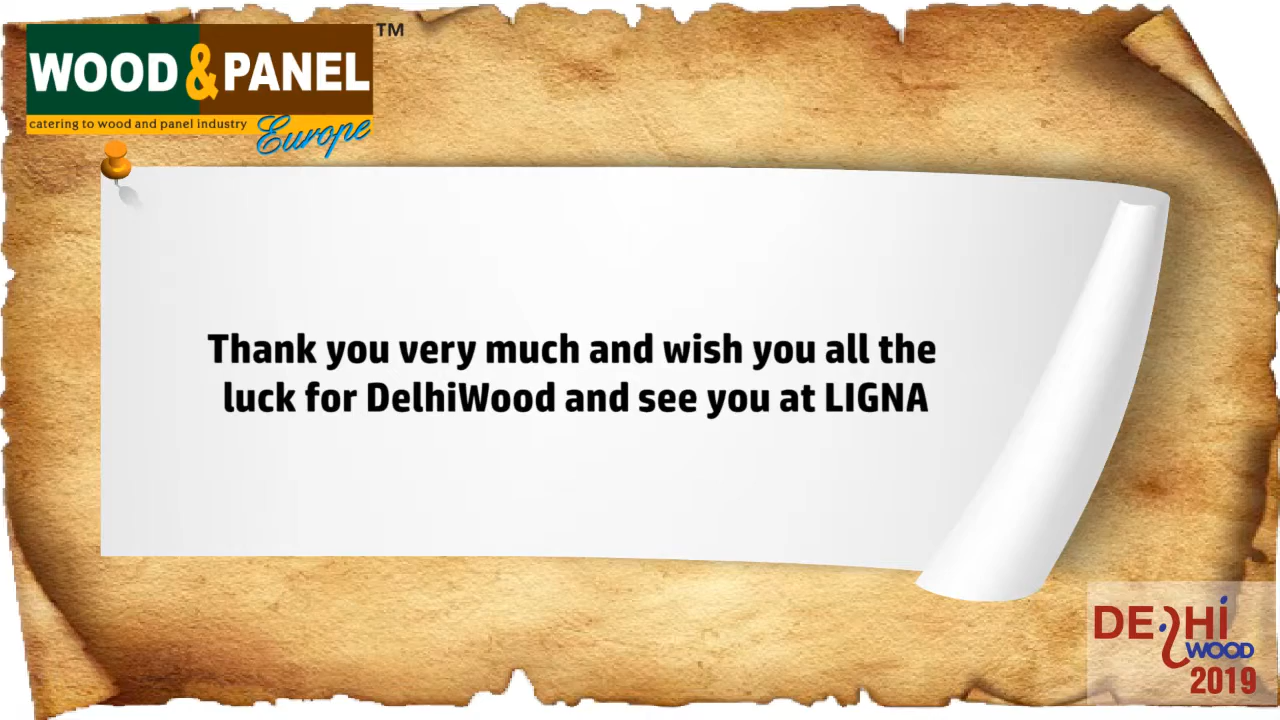 WOOD & PANEL
TM
catering to wood and panel industry
Europe
Thank you very much and wish you all the
luck for DelhiWood and see you at LIGNA
DELHI
WOOD
2019